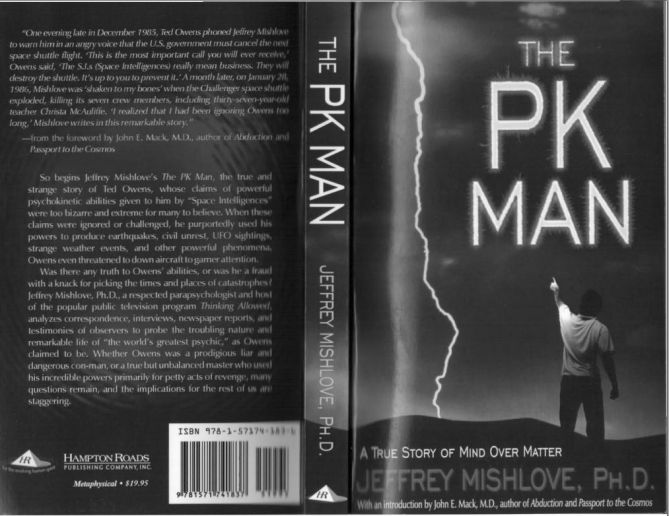 "One evening late in December 1985, Ted Owens phoned Jeffrey Mishlove
to warn him in an angry voice that the U.S. government must cancel the next
space shuttle flight. 'This is the most important call you will ever receive,'
Owens said, 'The S.I.s (Space Intelligences) really mean business. They will
destroy the shuttle. It's up to you to prevent it.' A month later, on January 28,
1986, Mishlove was 'shaken to my bones' when the Challenger space shuttle
exploded, killing its seven crew members, including thirty-seven-year-old
teacher Christa McAuliffe. 'I realized that I had been ignoring Owens too
long,' Mishlove writes in this remarkable story."
—from the foreword by John E. Mack, M.D., author of Abduction and
Passport to the Cosmos
So begins Jeffrey Mishlove's The PK Man, the true and
strange story of Ted Owens, whose claims of powerful
psychokinetic abilities given to him by "Space Intelligences"
were too bizarre and extreme for many to believe. When these
claims were ignored or challenged, he purportedly used his
powers to produce earthquakes, civil unrest, UFO sightings,
strange weather events, and other powerful phenomena.
Owens even threatened to down aircraft to garner attention.
Was there any truth to Owens' abilities, or was he a fraud
with a knack for picking the times and places of catastrophes?
Jeffrey Mishlove, Ph.D., a respected parapsychologist and host
of the popular public television program Thinking Allowed,
analyzes correspondence, interviews, newspaper reports, and
testimonies of observers to probe the troubling nature and
remarkable life of "the world's greatest psychic," as Owens
claimed to be. Whether Owens was a prodigious liar and
dangerous con-man, or a true but unbalanced master who used
his incredible powers primarily for petty acts of revenge, many
questions remain, and the implications for the rest of us are
staggering.
HR
for the evolving human spirit
HAMPTON ROADS
PUBLISHING COMPANY, INC.
Metaphysical • $19.95
ISBN 978-1-57174-183-
9 781571 741837
THE PK MAN
JEFFREY MISHLOVE, PH.D.
HR
THE
PK
MAN
A TRUE STORY OF MIND OVER MATTER
JEFFREY MISHLOVE, PH.D.
With an introduction by John E. Mack, M.D., author of Abduction and Passport to the Cosmos